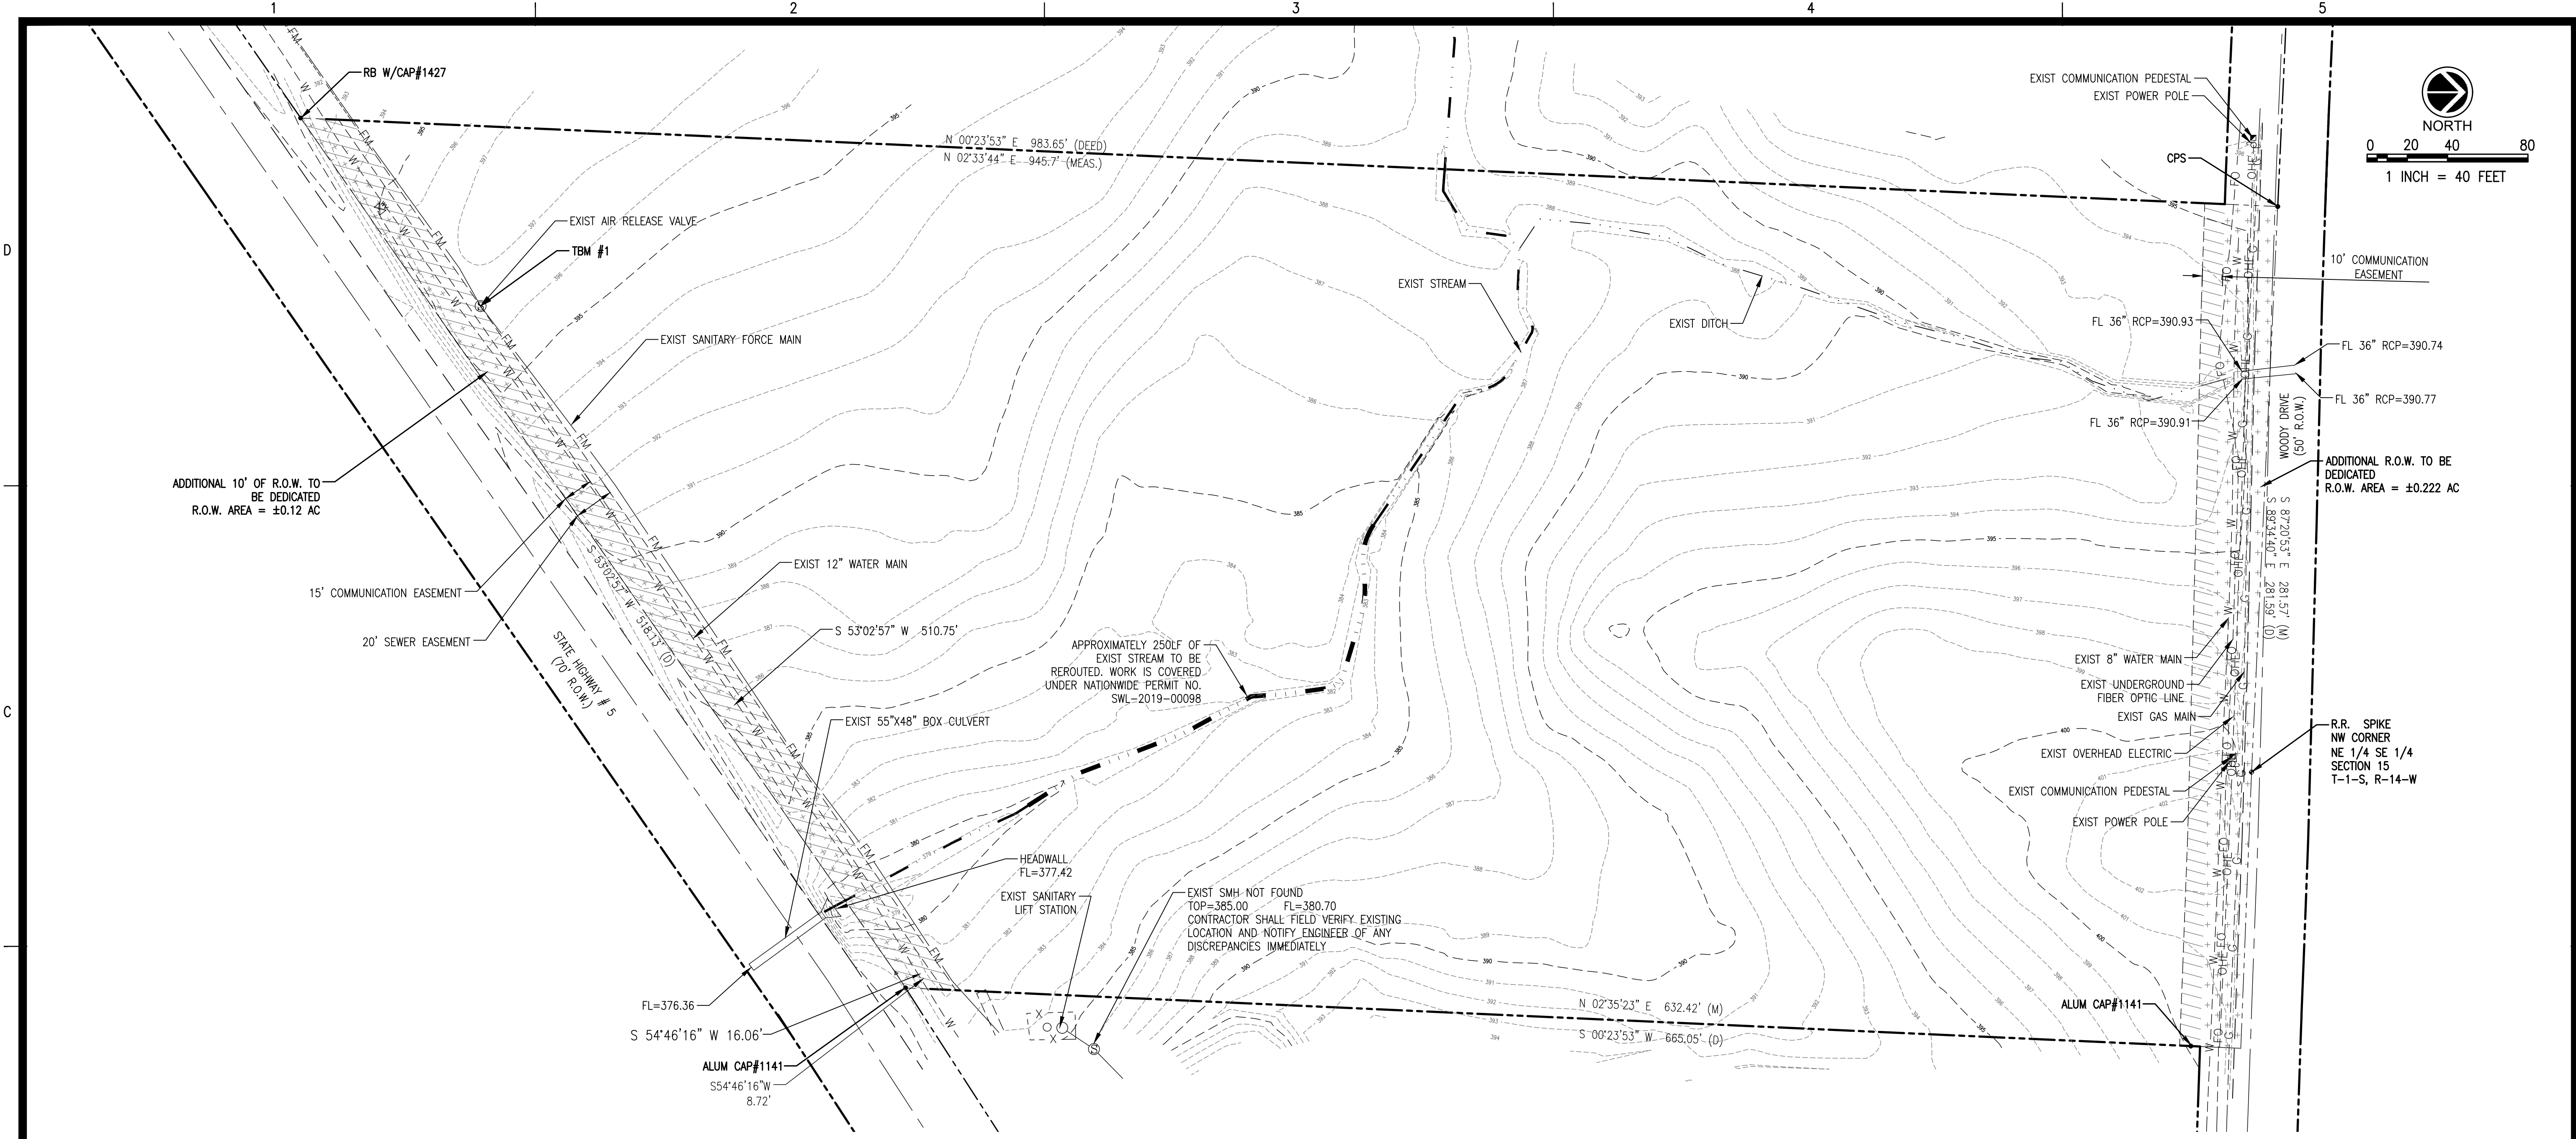 1
2
3
4
5
D
C
RB W/CAP#1427
N 00°23'53" E 983.65' (DEED)
N 02°33'44" E 945.7' (MEAS.)
EXIST COMMUNICATION PEDESTAL
EXIST POWER POLE
CPS
NORTH
0 20 40 80
1 INCH = 40 FEET
EXIST AIR RELEASE VALVE
TBM #1
EXIST SANITARY FORCE MAIN
EXIST STREAM
EXIST DITCH
10' COMMUNICATION
EASEMENT
FL 36" RCP=390.93
FL 36" RCP=390.74
FL 36" RCP=390.77
FL 36" RCP=390.91
WOODY DRIVE
(50' R.O.W.)
ADDITIONAL R.O.W. TO BE
DEDICATED
R.O.W. AREA = ±0.222 AC
S 87°20'53" E 281.57' (M)
S 89°34'40" E 281.59' (D)
ADDITIONAL 10' OF R.O.W. TO
BE DEDICATED
R.O.W. AREA = ±0.12 AC
15' COMMUNICATION EASEMENT
20' SEWER EASEMENT
STATE HIGHWAY # 5
(70' R.O.W.)
S 53°02'57" W 518.13' (D)
EXIST 12" WATER MAIN
S 53°02'57" W 510.75'
EXIST 55"X48" BOX CULVERT
APPROXIMATELY 250LF OF
EXIST STREAM TO BE
REROUTED. WORK IS COVERED
UNDER NATIONWIDE PERMIT NO.
SWL-2019-00098
EXIST 8" WATER MAIN
EXIST UNDERGROUND
FIBER OPTIC LINE
EXIST GAS MAIN
EXIST OVERHEAD ELECTRIC
EXIST COMMUNICATION PEDESTAL
EXIST POWER POLE
R.R. SPIKE
NW CORNER
NE 1/4 SE 1/4
SECTION 15
T-1-S, R-14-W
HEADWALL
FL=377.42
EXIST SANITARY
LIFT STATION
EXIST SMH NOT FOUND
TOP=385.00 FL=380.70
CONTRACTOR SHALL FIELD VERIFY EXISTING
LOCATION AND NOTIFY ENGINEER OF ANY
DISCREPANCIES IMMEDIATELY
FL=376.36
S 54°46'16" W 16.06'
ALUM CAP#1141
S54°46'16"W
8.72'
N 02°35'23" E 632.42' (M)
S 00°23'53" W 665.05' (D)
ALUM CAP#1141